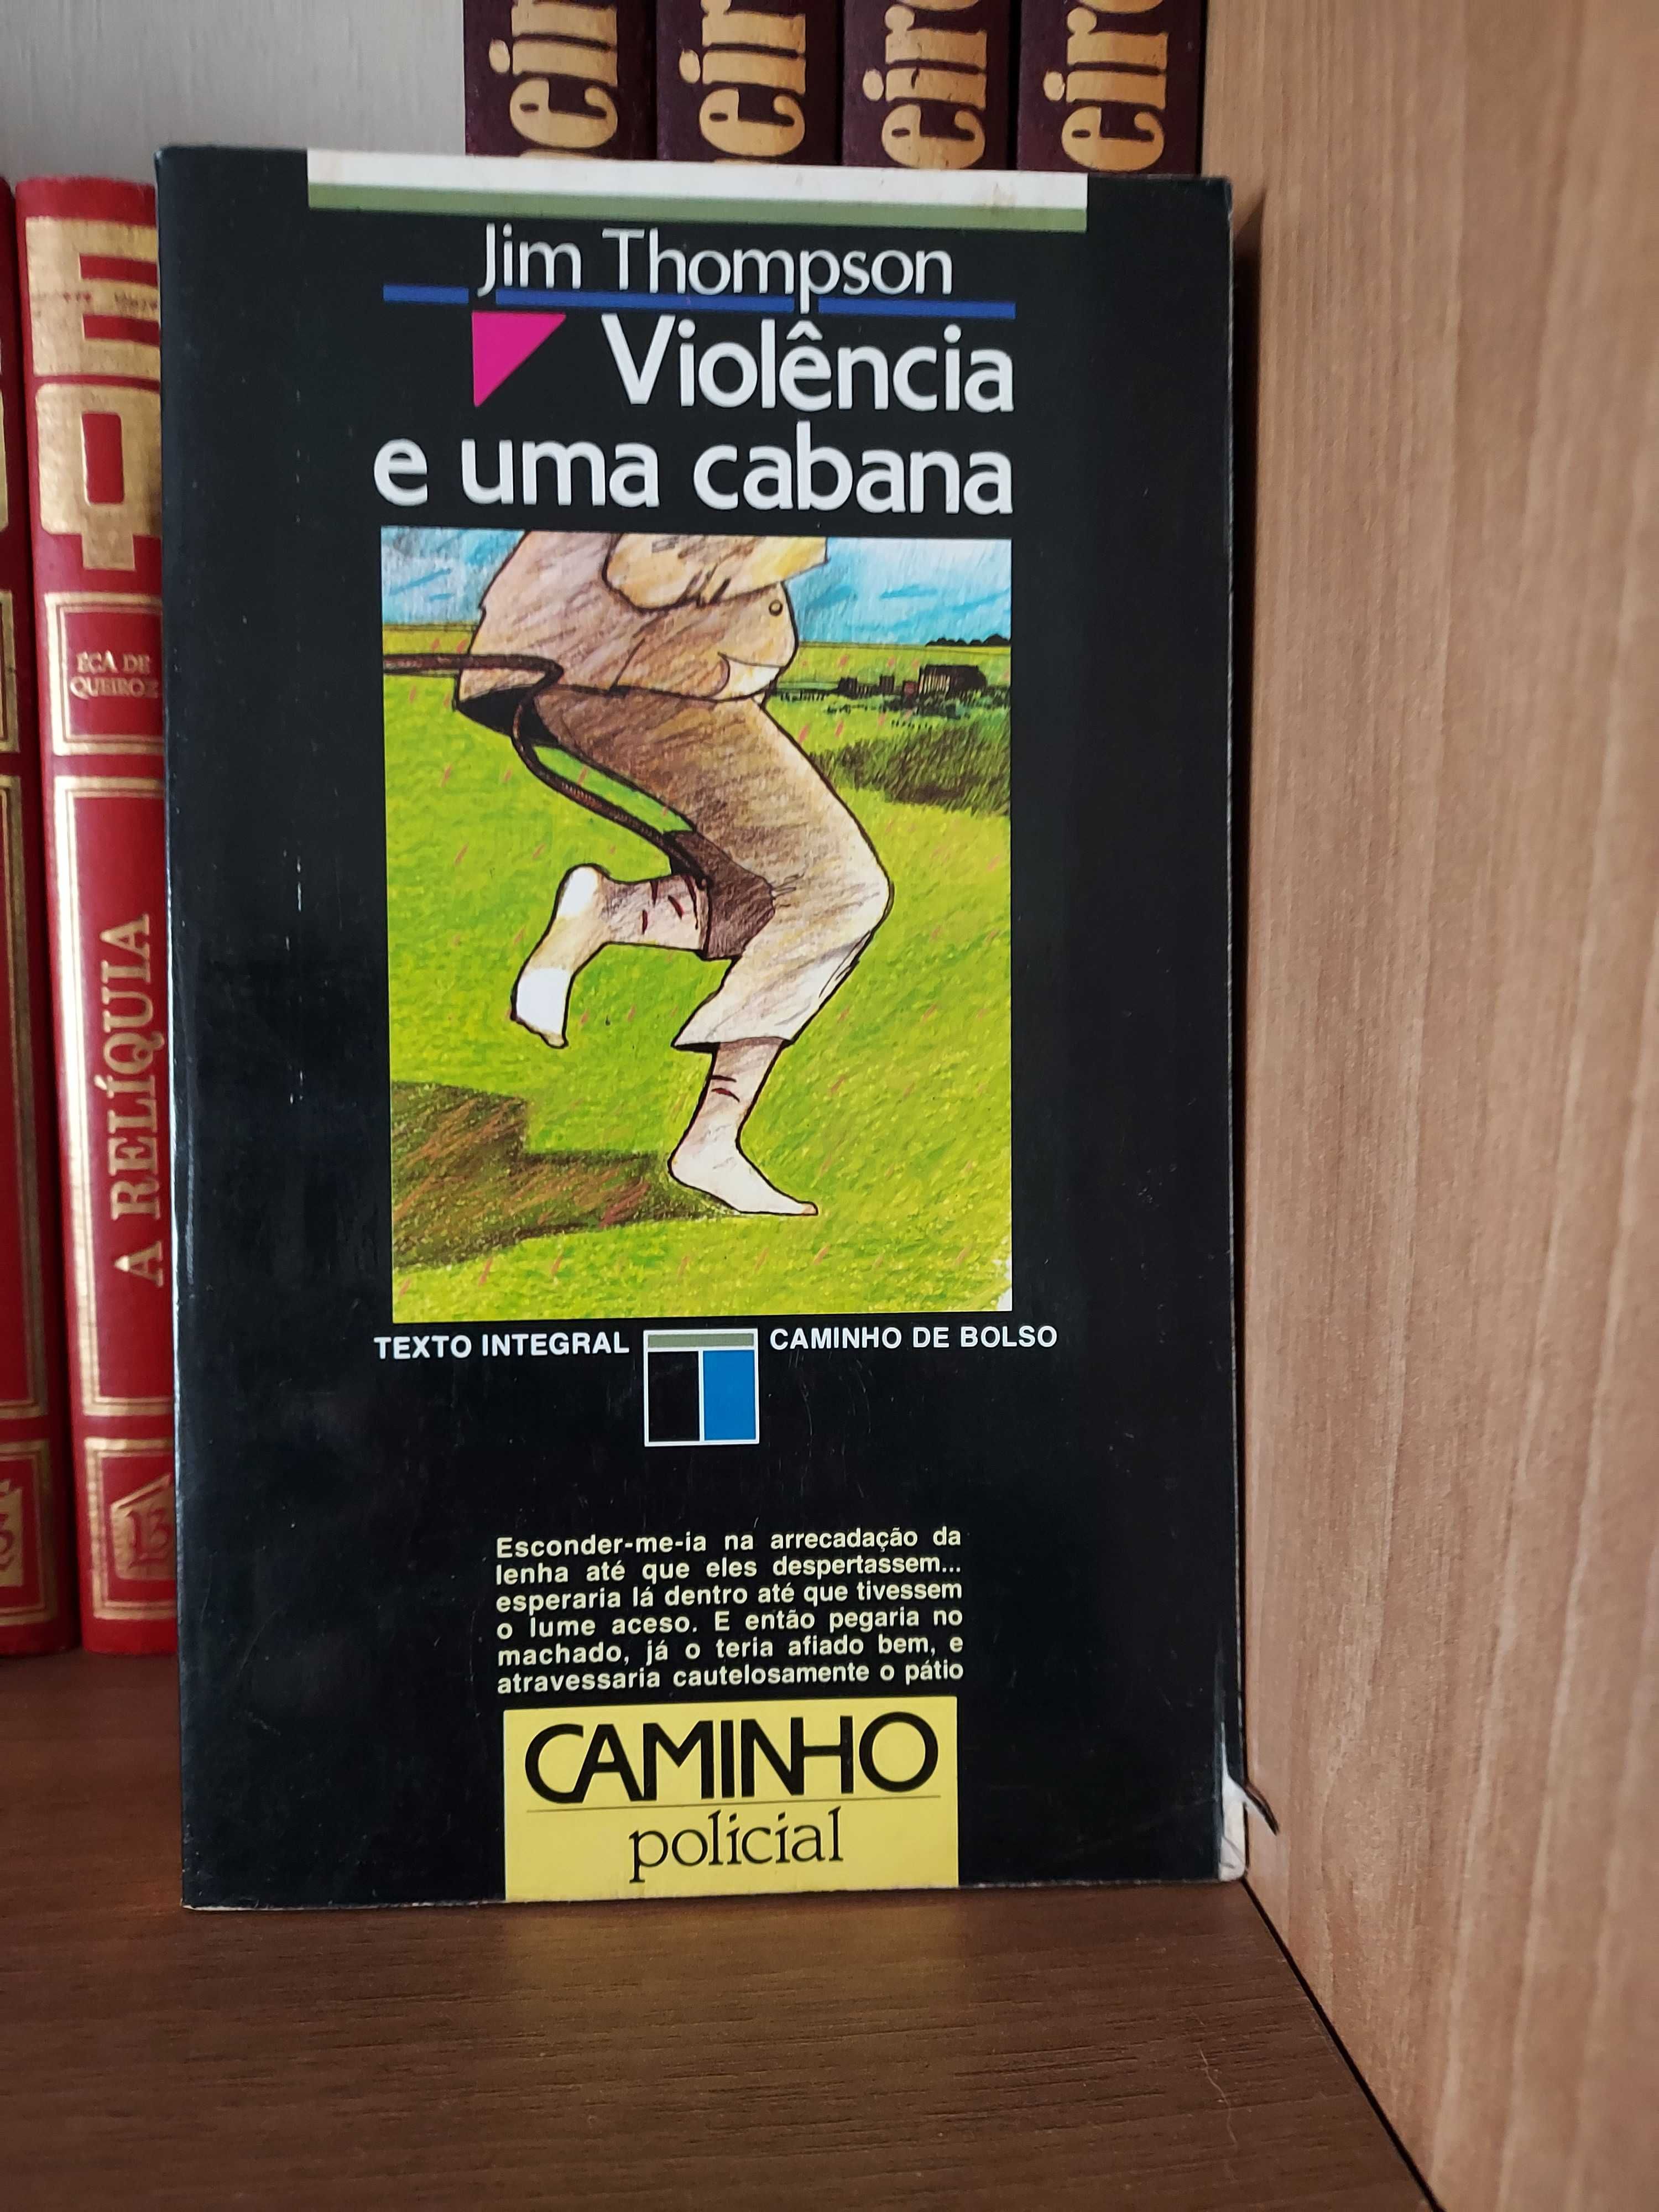 Jim Thompson
Violência
e uma cabana
TEXTO INTEGRAL
CAMINHO DE BOLSO
Esconder-me-ia na arrecadação da
lenha até que eles despertassem...
esperaria lá dentro até que tivessem
o lume aceso. E então pegaria no
machado, já o teria afiado bem, e
atravessaria cautelosamente o pátio
CAMINHO
policial
EÇA DE
QUEIROZ
A RELÍQUIA
13